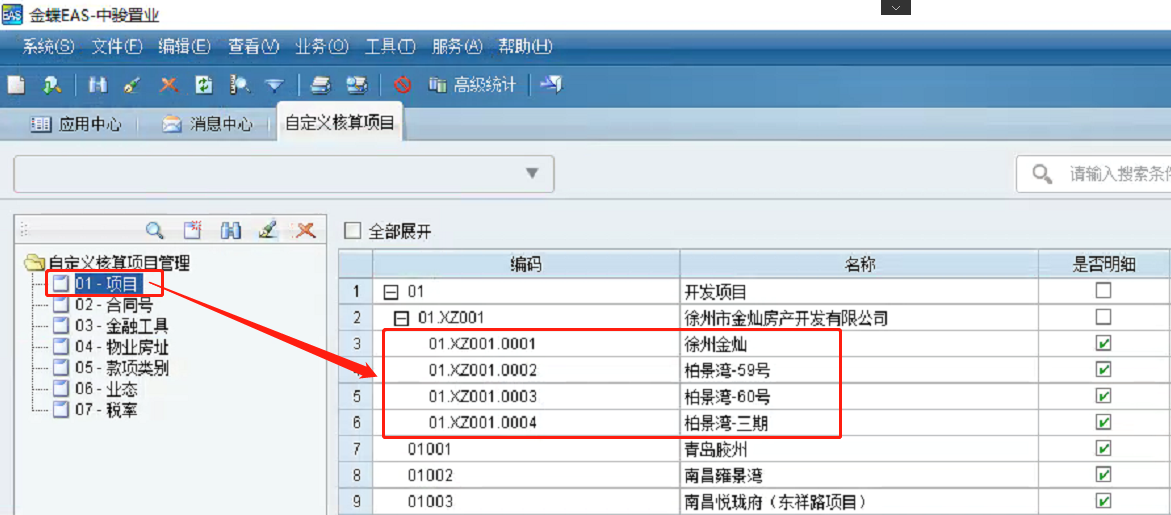 EAS 金蝶EAS-中骏置业
系统(S) 文件(F) 编辑(E) 查看(V) 业务(O) 工具(T) 服务(A) 帮助(H)
高级统计
应用中心 消息中心 自定义核算项目
请输入搜索条件
全部展开
自定义核算项目管理
01 - 项目
02 - 合同号
03 - 金融工具
04 - 物业房址
05 - 款项类别
06 - 业态
07 - 税率
编码 名称 是否明细
1 01 开发项目
2 01.XZ001 徐州市金灿房产开发有限公司
3 01.XZ001.0001 徐州金灿
01.XZ001.0002 柏景湾-59号
5 01.XZ001.0003 柏景湾-60号
6 01.XZ001.0004 柏景湾-三期
7 01001 青岛胶州
8 01002 南昌雍景湾
9 01003 南昌悦珑府（东祥路项目）